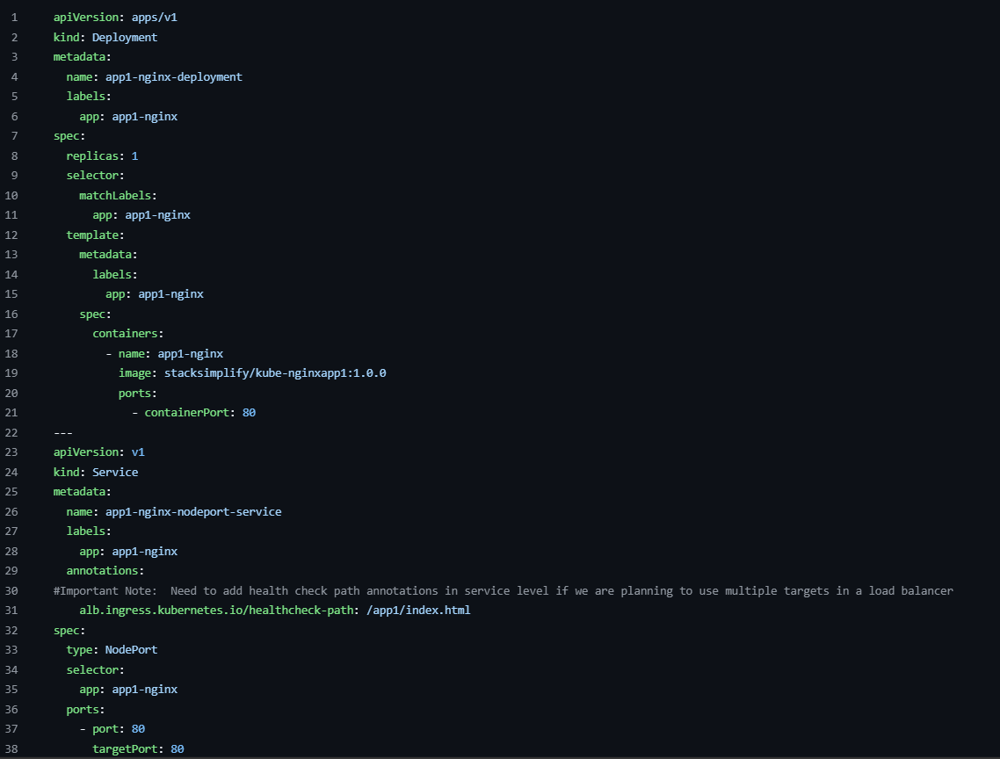 1 apiVersion: apps/v1
2 kind: Deployment
3 metadata:
4   name: app1-nginx-deployment
5   labels:
6     app: app1-nginx
7 spec:
8   replicas: 1
9   selector:
10     matchLabels:
11       app: app1-nginx
12   template:
13     metadata:
14       labels:
15         app: app1-nginx
16     spec:
17       containers:
18         - name: app1-nginx
19           image: stacksimplify/kube-nginxapp1:1.0.0
20           ports:
21             - containerPort: 80
22 ---
23 apiVersion: v1
24 kind: Service
25 metadata:
26   name: app1-nginx-nodeport-service
27   labels:
28     app: app1-nginx
29   annotations:
30 #Important Note:  Need to add health check path annotations in service level if we are planning to use multiple targets in a load balancer
31     alb.ingress.kubernetes.io/healthcheck-path: /app1/index.html
32 spec:
33   type: NodePort
34   selector:
35     app: app1-nginx
36   ports:
37     - port: 80
38       targetPort: 80